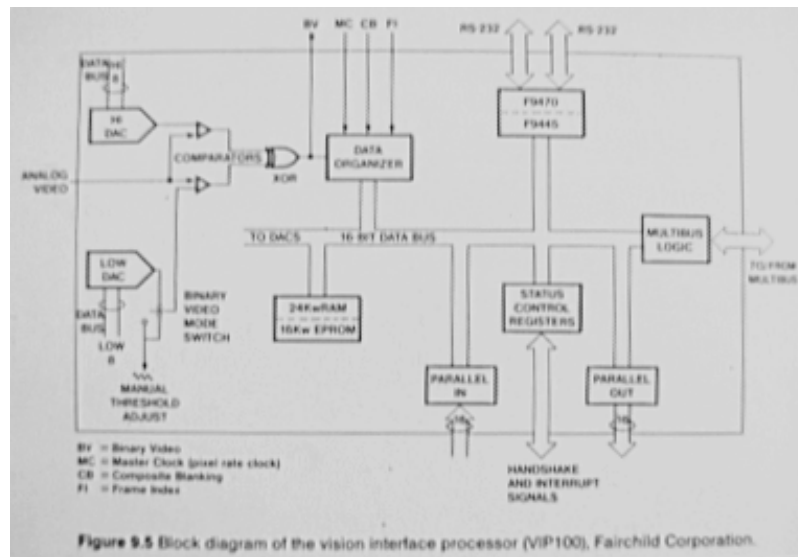 BV MC CB FI
RS-232 RS-232
DATA
BUS
HI
8
HI
DAC
F9470
F9445
COMPARATORS
XOR
DATA
ORGANIZER
ANALOG
VIDEO
TO DACS 16-BIT DATA BUS
MULTIBUS
LOGIC
TO/FROM
MULTIBUS
LOW
DAC
DATA
BUS
LOW
8
BINARY
VIDEO
MODE
SWITCH
24KwRAM
16Kw EPROM
STATUS
CONTROL
REGISTERS
MANUAL
THRESHOLD
ADJUST
PARALLEL
IN
PARALLEL
OUT
16
16
HANDSHAKE
AND INTERRUPT
SIGNALS
BV = Binary Video
MC = Master Clock (pixel rate clock)
CB = Composite Blanking
FI = Frame Index
Figure 9.5 Block diagram of the vision interface processor (VIP100), Fairchild Corporation.